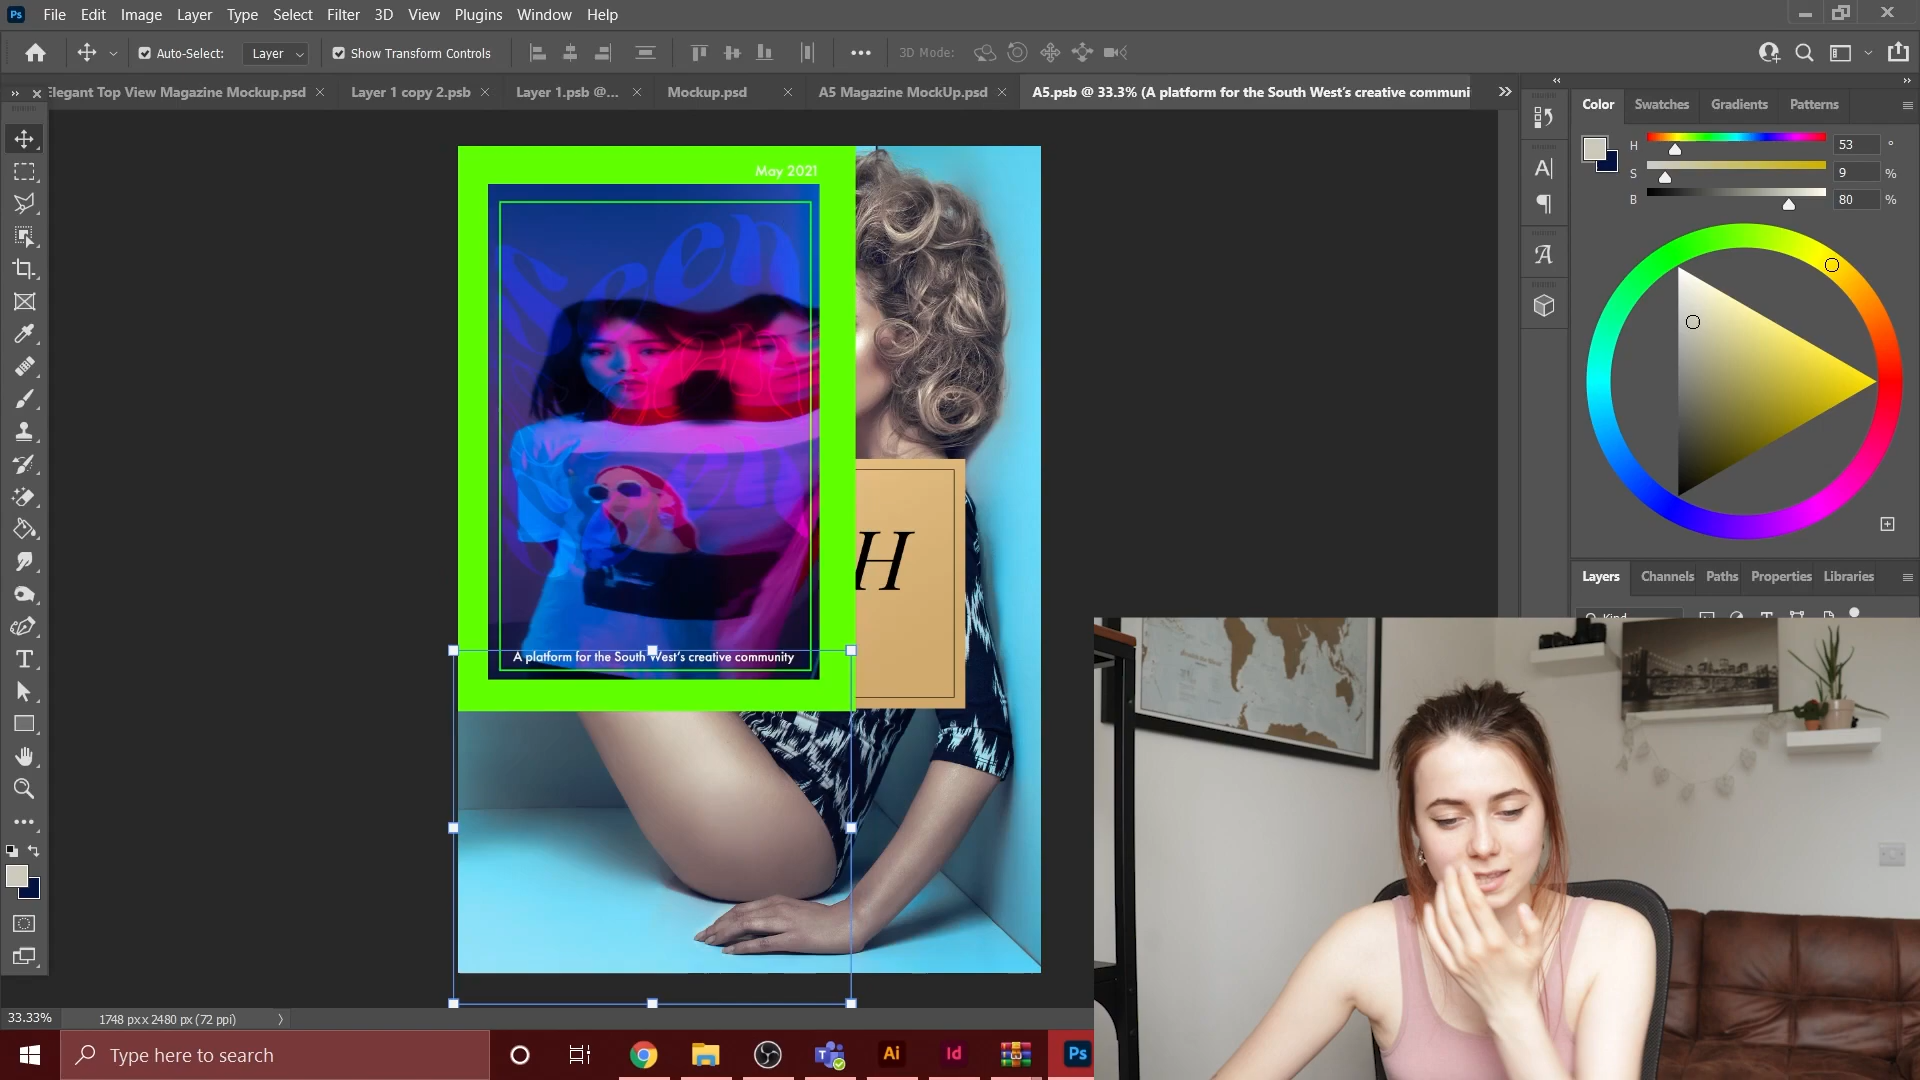 File Edit Image Layer Type Select Filter 3D View Plugins Window Help
Auto-Select: Layer Show Transform Controls 3D Mode:
Elegant Top View Magazine Mockup.psd Layer 1 copy 2.psb Layer 1.psb @... Mockup.psd A5 Magazine MockUp.psd A5.psb @ 33.3% (A platform for the South West's creative communi
Color Swatches Gradients Patterns
H 53 °
S 9 %
B 80 %
May 2021
een
H
A platform for the South West's creative community
Layers Channels Paths Properties Libraries
Kind
33.33% 1748 px x 2480 px (72 ppi)
Type here to search
Ai Id Ps